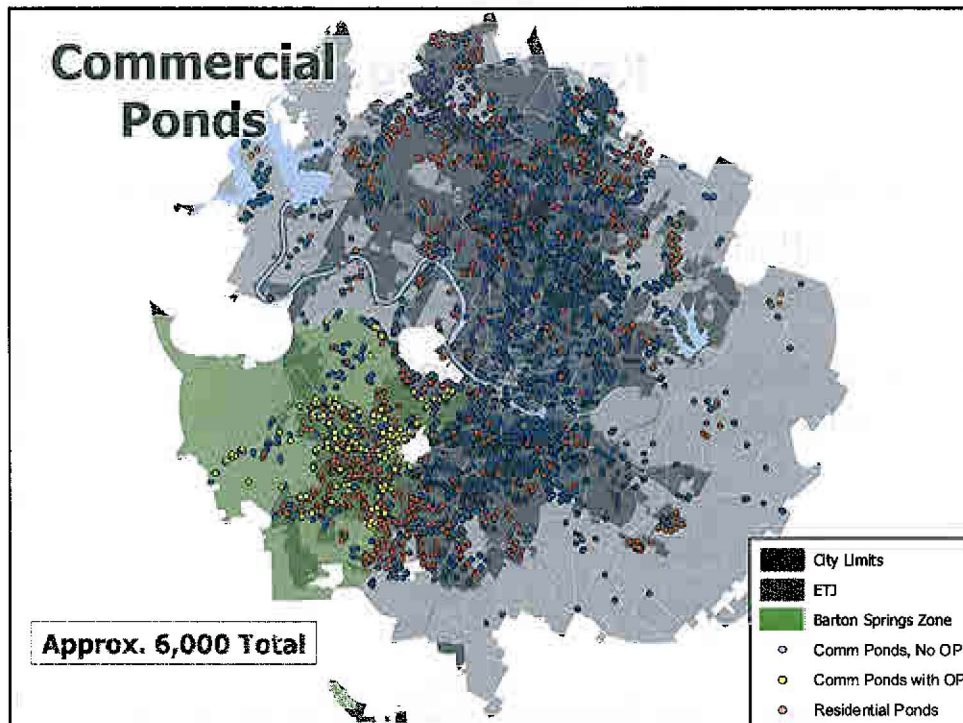 Commercial
Ponds
Approx. 6,000 Total
City Limits
ETJ
Barton Springs Zone
Comm Ponds, No OP
Comm Ponds with OP
Residential Ponds